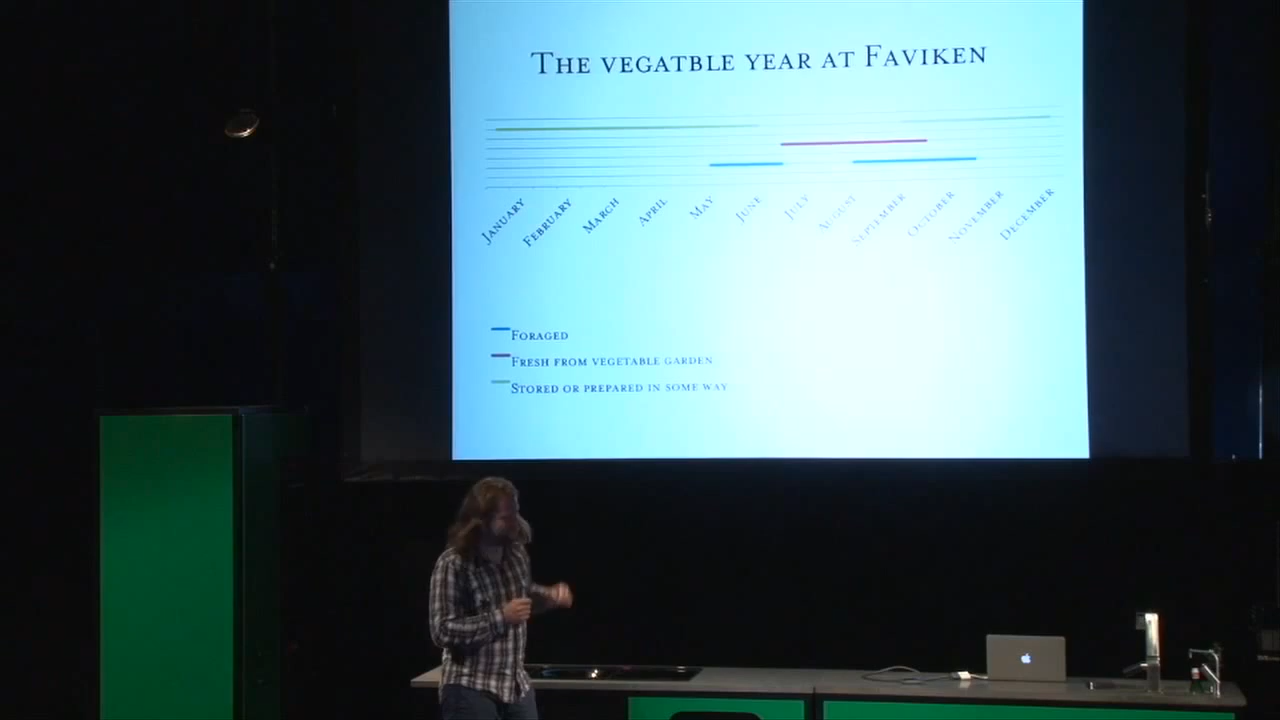 The vegatble year at Faviken
January
February
March
April
May
June
July
August
September
October
November
December
Foraged
Fresh from vegetable garden
Stored or prepared in some way